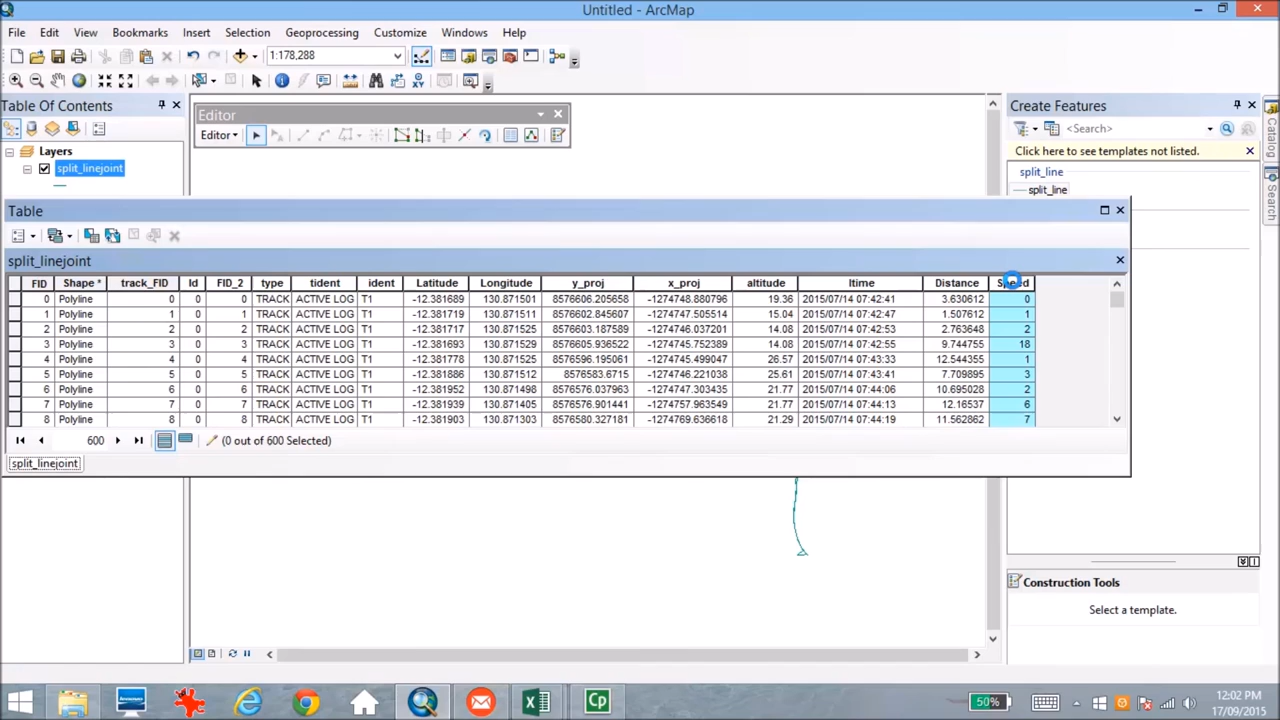 Untitled - ArcMap
File Edit View Bookmarks Insert Selection Geoprocessing Customize Windows Help
1:178,288
Table Of Contents
Editor
Create Features
Editor
<Search>
Layers
Click here to see templates not listed.
split_linejoint
split_line
split_line
Catalog
Search
Table
split_linejoint
FID Shape * track_FID Id FID_2 type tident ident Latitude Longitude y_proj x_proj altitude ltime Distance
0 Polyline 0 0 0 TRACK ACTIVE LOG T1 -12.381689 130.871501 8576606.205658 -1274748.880796 19.36 2015/07/14 07:42:41 3.630612 0
1 Polyline 1 0 1 TRACK ACTIVE LOG T1 -12.381719 130.871511 8576602.845607 -1274747.505514 15.04 2015/07/14 07:42:47 1.507612 1
2 Polyline 2 0 2 TRACK ACTIVE LOG T1 -12.381717 130.871525 8576603.187589 -1274746.037201 14.08 2015/07/14 07:42:53 2.763648 2
3 Polyline 3 0 3 TRACK ACTIVE LOG T1 -12.381693 130.871529 8576605.936522 -1274745.752389 14.08 2015/07/14 07:42:55 9.744755 18
4 Polyline 4 0 4 TRACK ACTIVE LOG T1 -12.381778 130.871525 8576596.195061 -1274745.499047 26.57 2015/07/14 07:43:33 12.544355 1
5 Polyline 5 0 5 TRACK ACTIVE LOG T1 -12.381886 130.871512 8576583.6715 -1274746.221038 25.61 2015/07/14 07:43:41 7.709895 3
6 Polyline 6 0 6 TRACK ACTIVE LOG T1 -12.381952 130.871498 8576576.037963 -1274747.303435 21.77 2015/07/14 07:44:06 10.695028 2
7 Polyline 7 0 7 TRACK ACTIVE LOG T1 -12.381939 130.871405 8576576.901441 -1274757.963549 21.77 2015/07/14 07:44:13 12.16537 6
8 Polyline 8 0 8 TRACK ACTIVE LOG T1 -12.381903 130.871303 8576580.327181 -1274769.636618 21.29 2015/07/14 07:44:19 11.562862 7
600 (0 out of 600 Selected)
split_linejoint
Construction Tools
Select a template.
50%
12:02 PM
17/09/2015